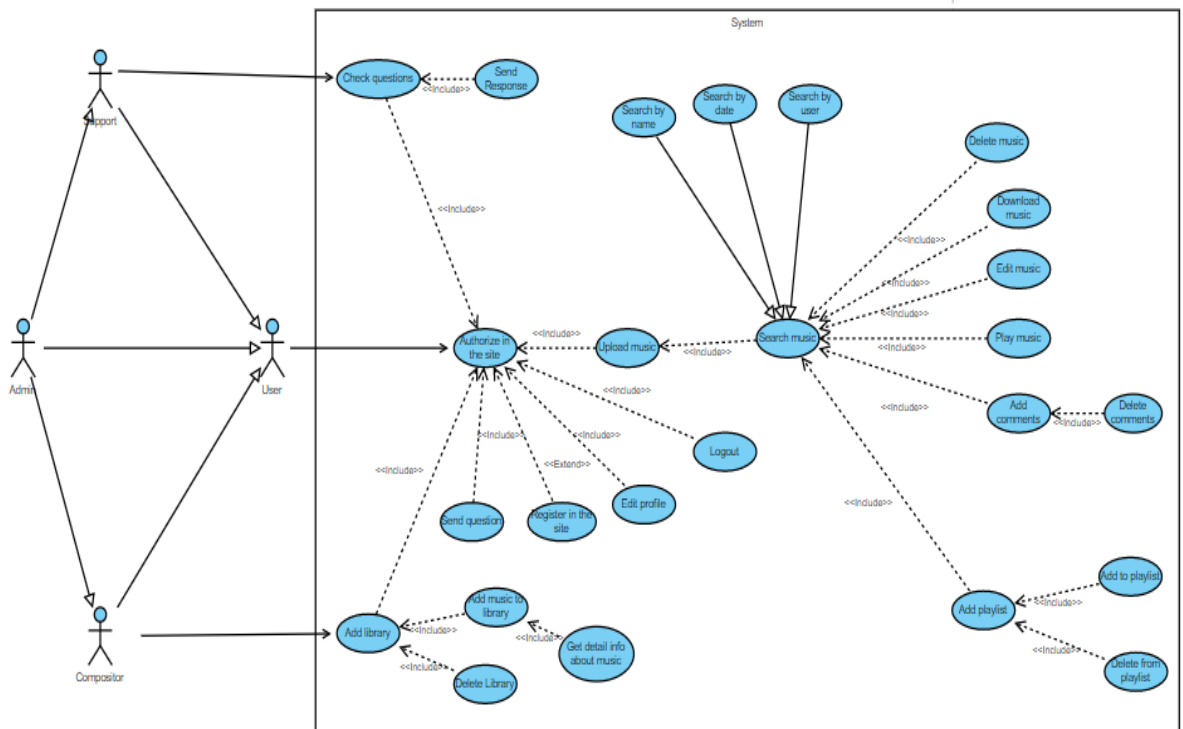 System
Support
Check questions
Send
Response
<<Include>>
Search by
name
Search by
date
Search by
user
Delete music
Download
music
<<Include>>
<<Include>>
Edit music
<<Include>>
<<Include>>
Admin
User
Authorize in
the site
<<Include>>
Upload music
<<Include>>
Search music
<<Include>>
Play music
<<Include>>
Add
comments
<<Include>>
Delete
comments
<<Include>>
Logout
<<Include>>
<<Include>>
<<Include>>
<<Extend>>
Send question
Register in the
site
Edit profile
<<Include>>
Compositor
Add library
<<Include>>
Add music to
library
<<Include>>
Get detail info
about music
<<Include>>
Delete Library
Add playlist
<<Include>>
Add to playlist
<<Include>>
Delete from
playlist